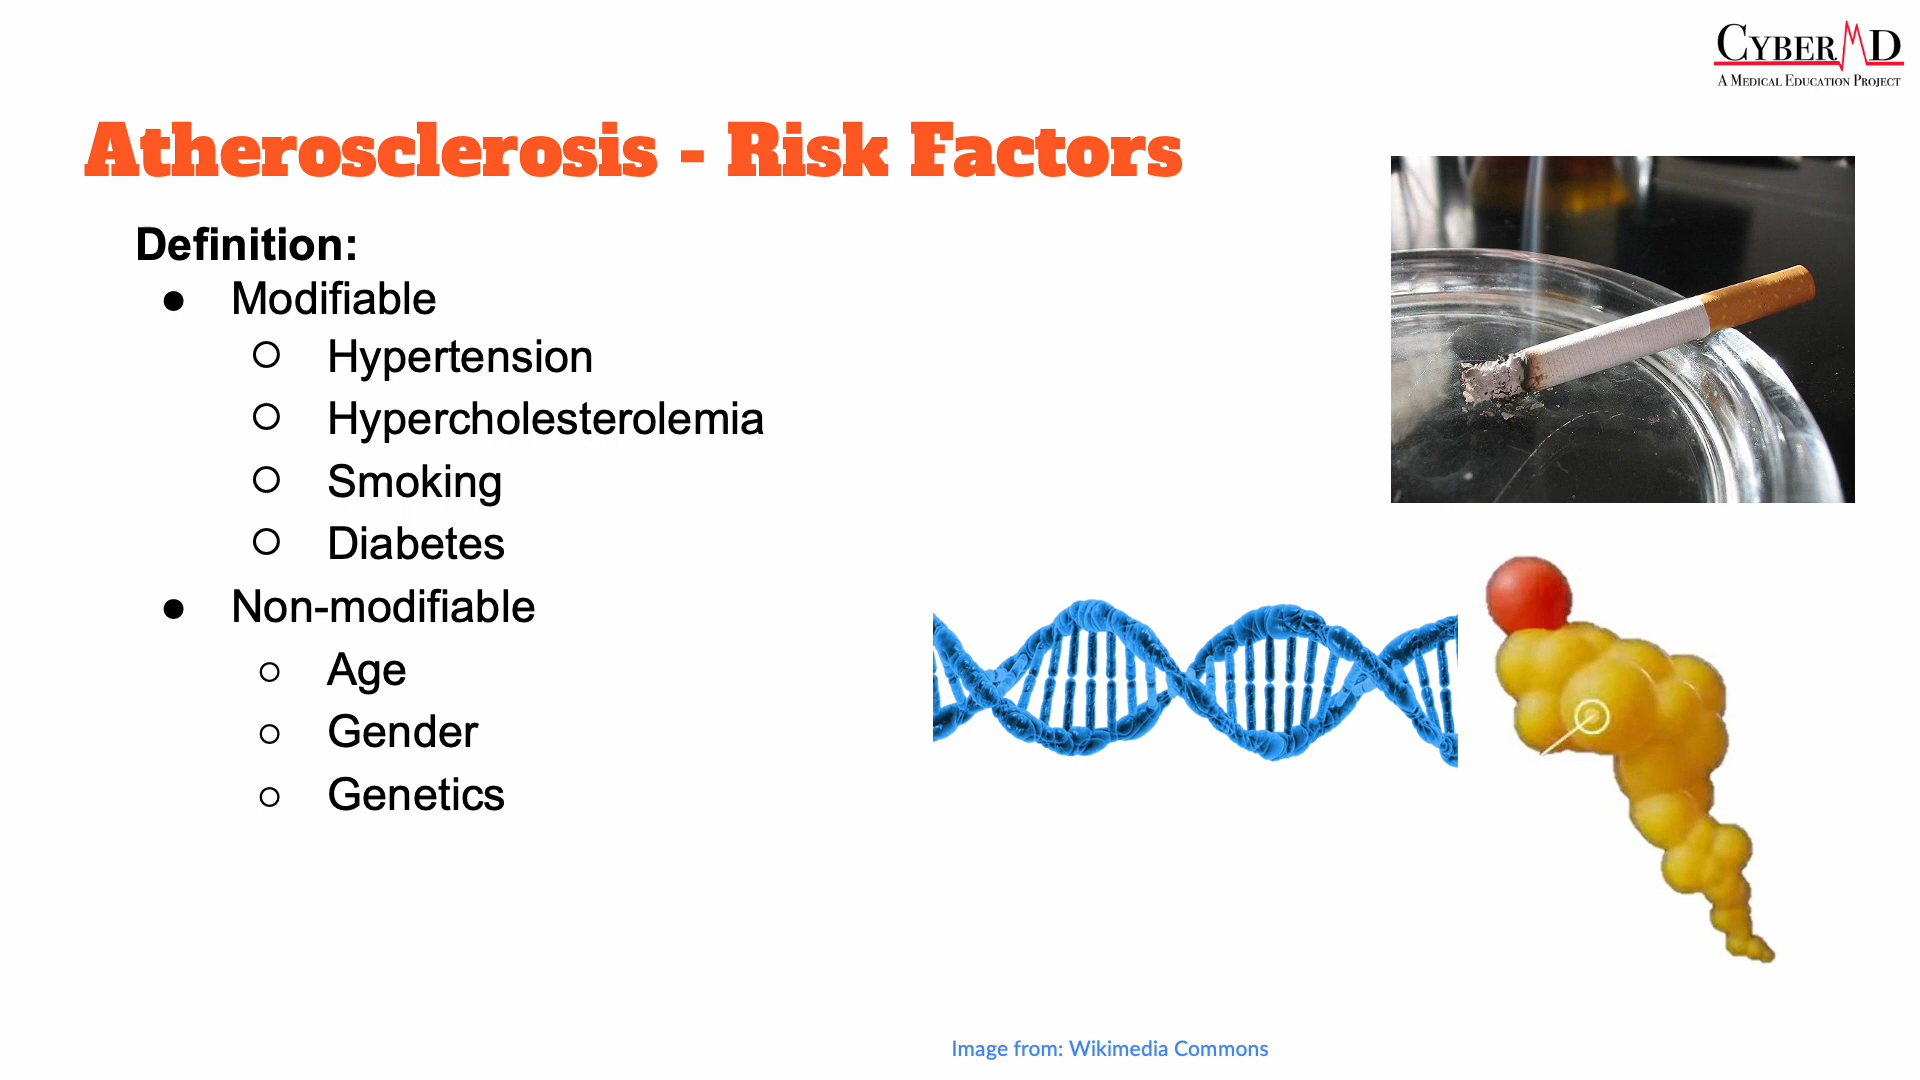 CYBERMD
A MEDICAL EDUCATION PROJECT
Atherosclerosis - Risk Factors
Definition:
● Modifiable
○ Hypertension
○ Hypercholesterolemia
○ Smoking
○ Diabetes
● Non-modifiable
○ Age
○ Gender
○ Genetics
Image from: Wikimedia Commons